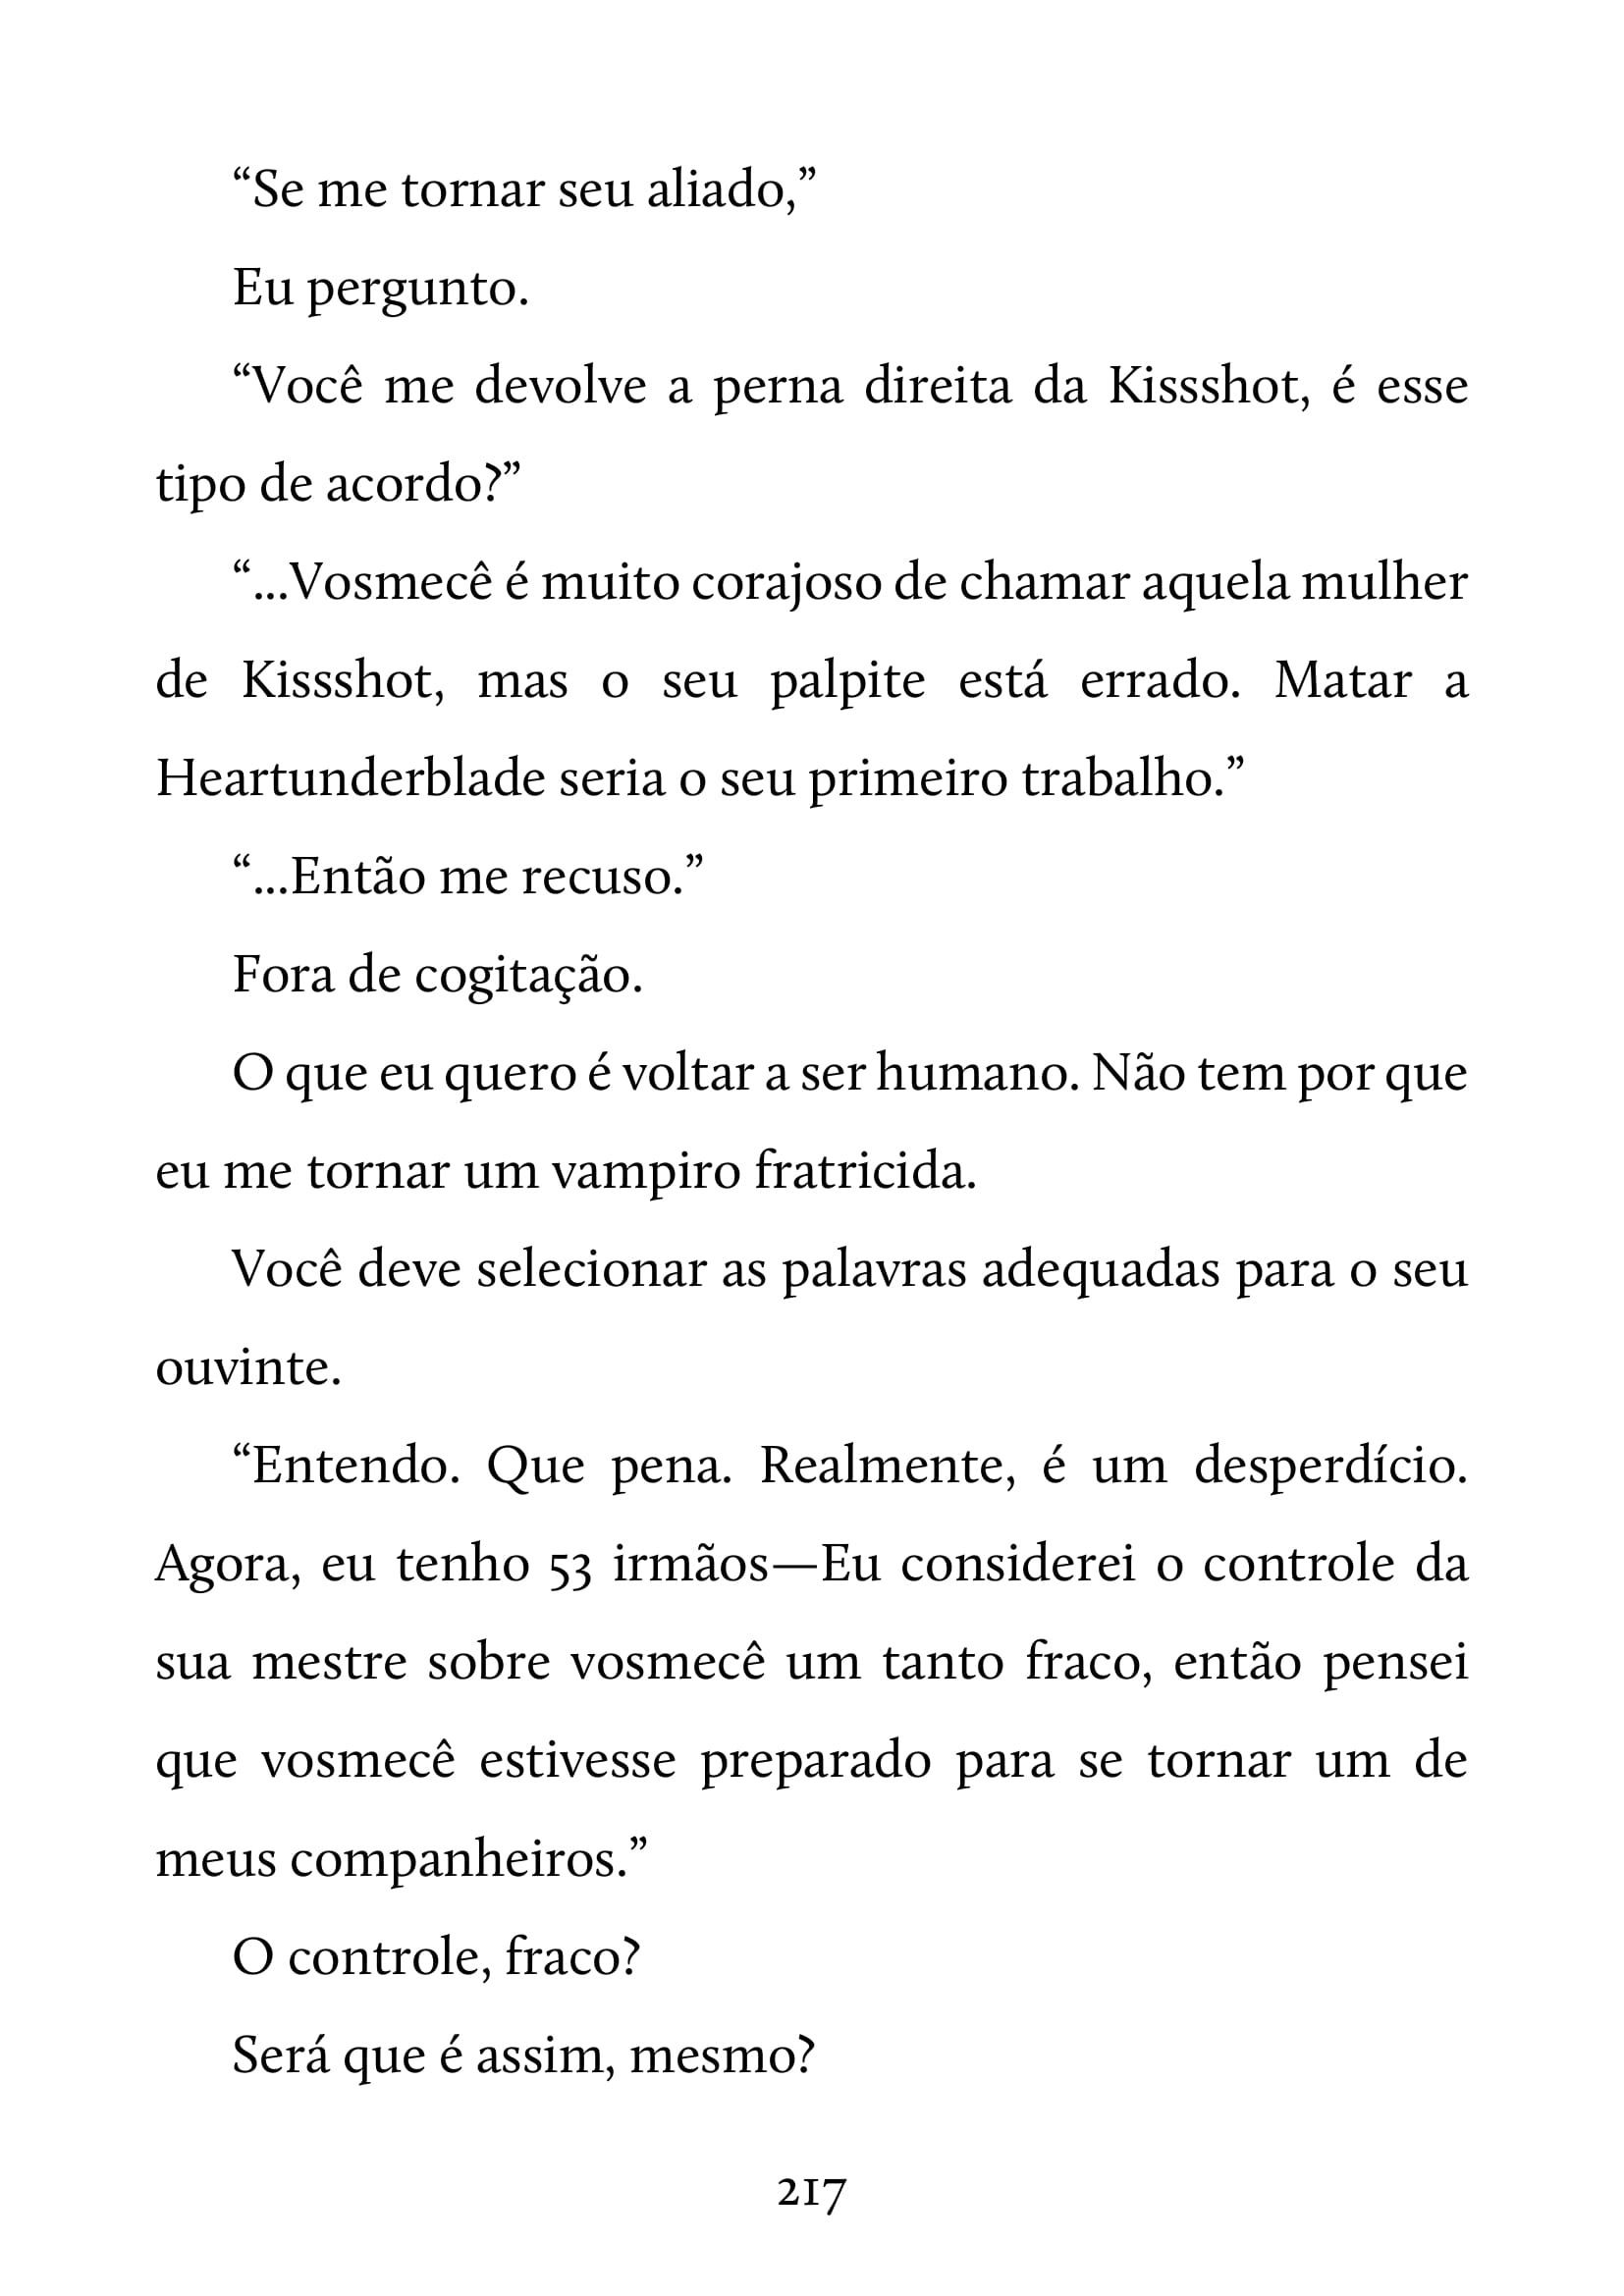 “Se me tornar seu aliado,”
Eu pergunto.
“Você me devolve a perna direita da Kissshot, é esse
tipo de acordo?”
“...Vosmecê é muito corajoso de chamar aquela mulher
de Kissshot, mas o seu palpite está errado. Matar a
Heartunderblade seria o seu primeiro trabalho.”
“...Então me recuso.”
Fora de cogitação.
O que eu quero é voltar a ser humano. Não tem por que
eu me tornar um vampiro fratricida.
Você deve selecionar as palavras adequadas para o seu
ouvinte.
“Entendo. Que pena. Realmente, é um desperdício.
Agora, eu tenho 53 irmãos—Eu considerei o controle da
sua mestre sobre vosmecê um tanto fraco, então pensei
que vosmecê estivesse preparado para se tornar um de
meus companheiros.”
O controle, fraco?
Será que é assim, mesmo?
217